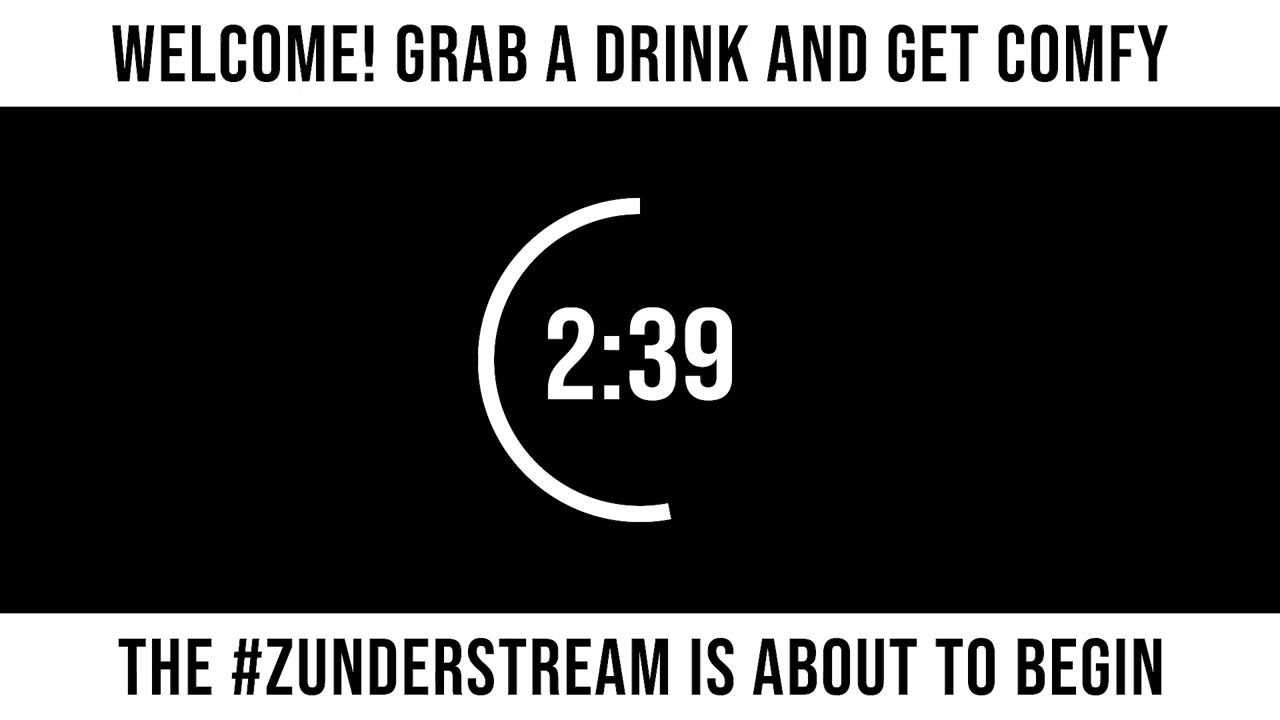 WELCOME! GRAB A DRINK AND GET COMFY
2:39
THE #ZUNDERSTREAM IS ABOUT TO BEGIN